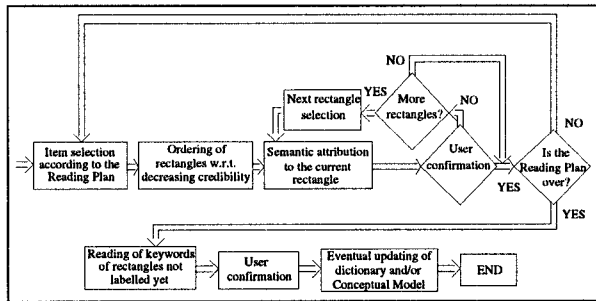 NO
NO
YES
Next rectangle
selection
More
rectangles?
NO
Item selection
according to the
Reading Plan
Ordering of
rectangles w.r.t.
decreasing credibility
Semantic attribution
to the current
rectangle
User
confirmation
YES
Is the
Reading Plan
over?
YES
Reading of keywords
of rectangles not
labelled yet
User
confirmation
Eventual updating of
dictionary and/or
Conceptual Model
END